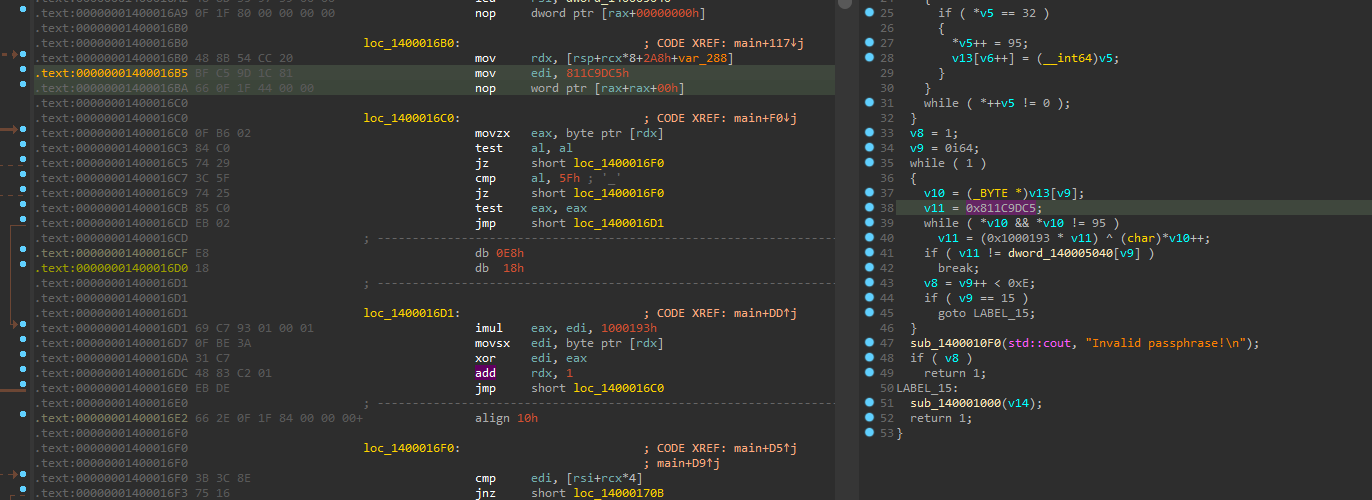 .text:00000001400016A9 0F 1F 80 00 00 00 00 nop dword ptr [rax+00000000h]
.text:00000001400016B0
.text:00000001400016B0 loc_1400016B0: ; CODE XREF: main+117↓j
.text:00000001400016B0 48 8B 54 CC 20 mov rdx, [rsp+rcx*8+2A8h+var_288]
.text:00000001400016B5 BF C5 9D 1C 81 mov edi, 811C9DC5h
.text:00000001400016BA 66 0F 1F 44 00 00 nop word ptr [rax+rax+00h]
.text:00000001400016C0
.text:00000001400016C0 loc_1400016C0: ; CODE XREF: main+F0↓j
.text:00000001400016C0 0F B6 02 movzx eax, byte ptr [rdx]
.text:00000001400016C3 84 C0 test al, al
.text:00000001400016C5 74 29 jz short loc_1400016F0
.text:00000001400016C7 3C 5F cmp al, 5Fh ; '_'
.text:00000001400016C9 74 25 jz short loc_1400016F0
.text:00000001400016CB 85 C0 test eax, eax
.text:00000001400016CD EB 02 jmp short loc_1400016D1
.text:00000001400016CD ; ---------------------------------------------------------------
.text:00000001400016CF E8 db 0E8h
.text:00000001400016D0 18 db 18h
.text:00000001400016D1 ; ---------------------------------------------------------------
.text:00000001400016D1
.text:00000001400016D1 loc_1400016D1: ; CODE XREF: main+DD↑j
.text:00000001400016D1 69 C7 93 01 00 01 imul eax, edi, 1000193h
.text:00000001400016D7 0F BE 3A movsx edi, byte ptr [rdx]
.text:00000001400016DA 31 C7 xor edi, eax
.text:00000001400016DC 48 83 C2 01 add rdx, 1
.text:00000001400016E0 EB DE jmp short loc_1400016C0
.text:00000001400016E0 ; ---------------------------------------------------------------
.text:00000001400016E2 66 2E 0F 1F 84 00 00 00+ align 10h
.text:00000001400016F0
.text:00000001400016F0 loc_1400016F0: ; CODE XREF: main+D5↑j
.text:00000001400016F0 ; main+D9↑j
.text:00000001400016F0 3B 3C 8E cmp edi, [rsi+rcx*4]
.text:00000001400016F3 75 16 jnz short loc_14000170B
25 if ( *v5 == 32 )
26 {
27 *v5++ = 95;
28 v13[v6++] = (__int64)v5;
29 }
30 }
31 while ( *++v5 != 0 );
32 }
33 v8 = 1;
34 v9 = 0i64;
35 while ( 1 )
36 {
37 v10 = (_BYTE *)v13[v9];
38 v11 = 0x811C9DC5;
39 while ( *v10 && *v10 != 95 )
40 v11 = (0x1000193 * v11) ^ (char)*v10++;
41 if ( v11 != dword_140005040[v9] )
42 break;
43 v8 = v9++ < 0xE;
44 if ( v9 == 15 )
45 goto LABEL_15;
46 }
47 sub_1400010F0(std::cout, "Invalid passphrase!\n");
48 if ( v8 )
49 return 1;
50 LABEL_15:
51 sub_140001000(v14);
52 return 1;
53 }